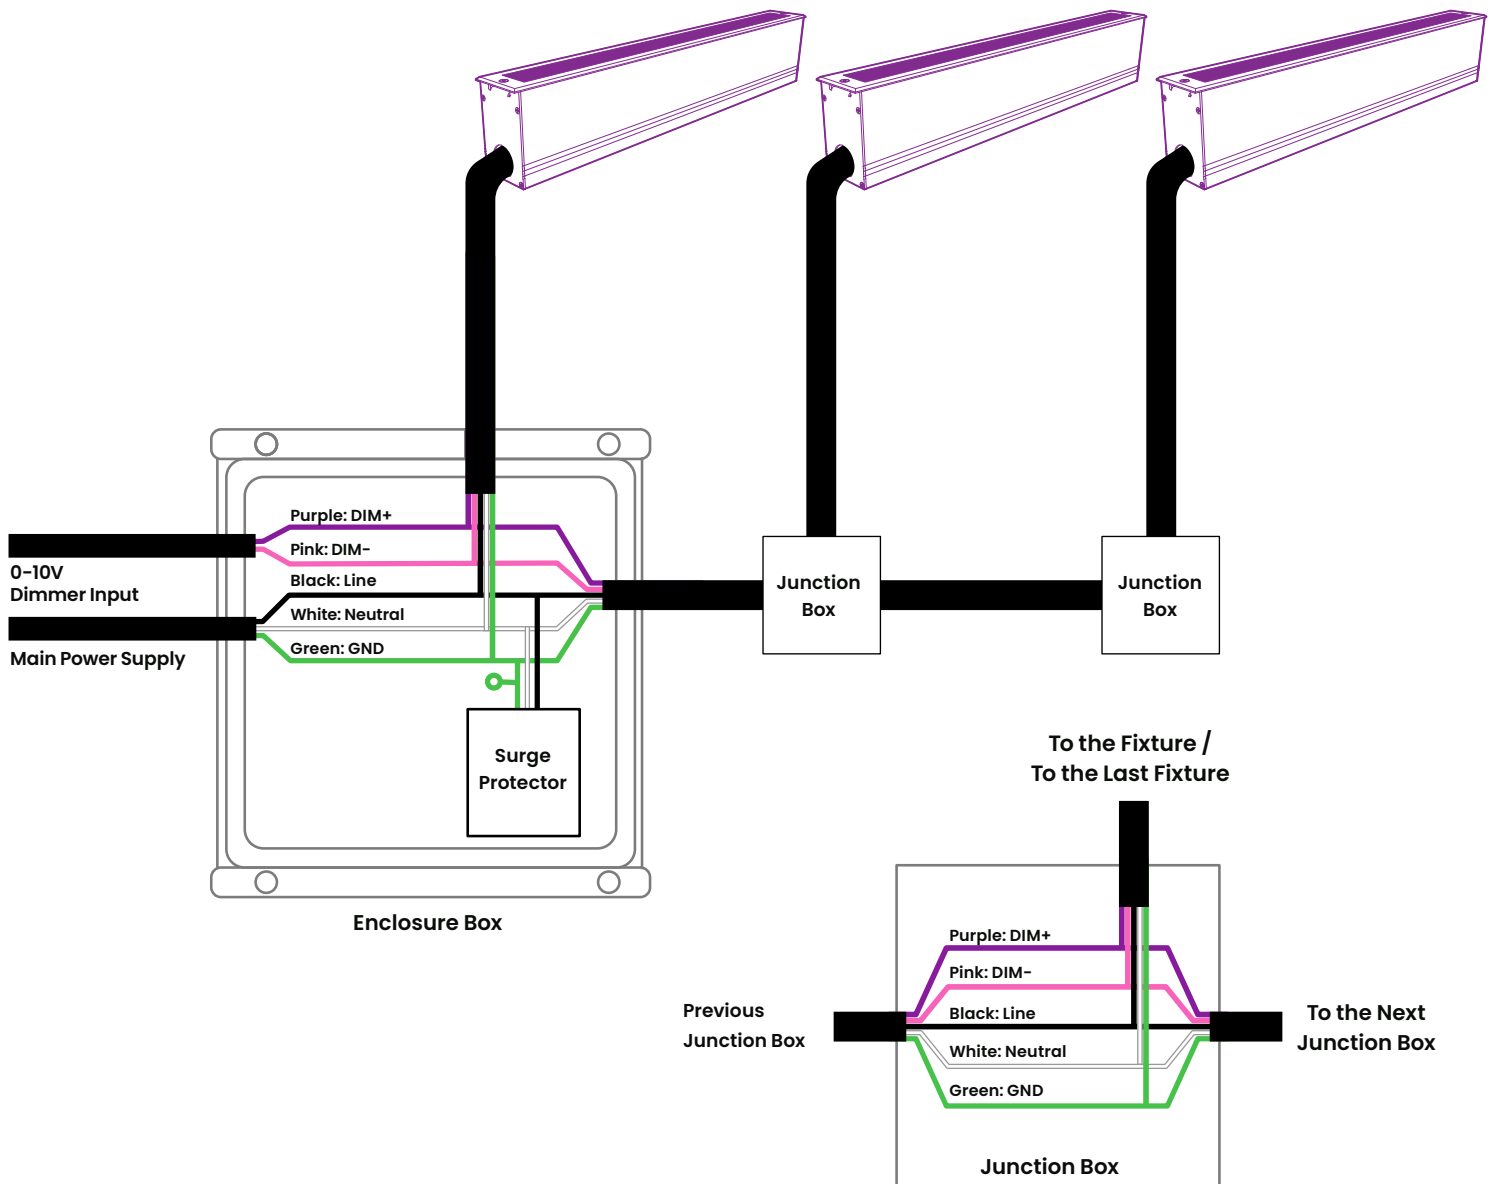 Purple: DIM+
Pink: DIM-
Black: Line
White: Neutral
Green: GND
0-10V
Dimmer Input
Main Power Supply
Surge
Protector
Enclosure Box
Junction
Box
Junction
Box
To the Fixture /
To the Last Fixture
Purple: DIM+
Pink: DIM-
Black: Line
White: Neutral
Green: GND
Previous
Junction Box
To the Next
Junction Box
Junction Box